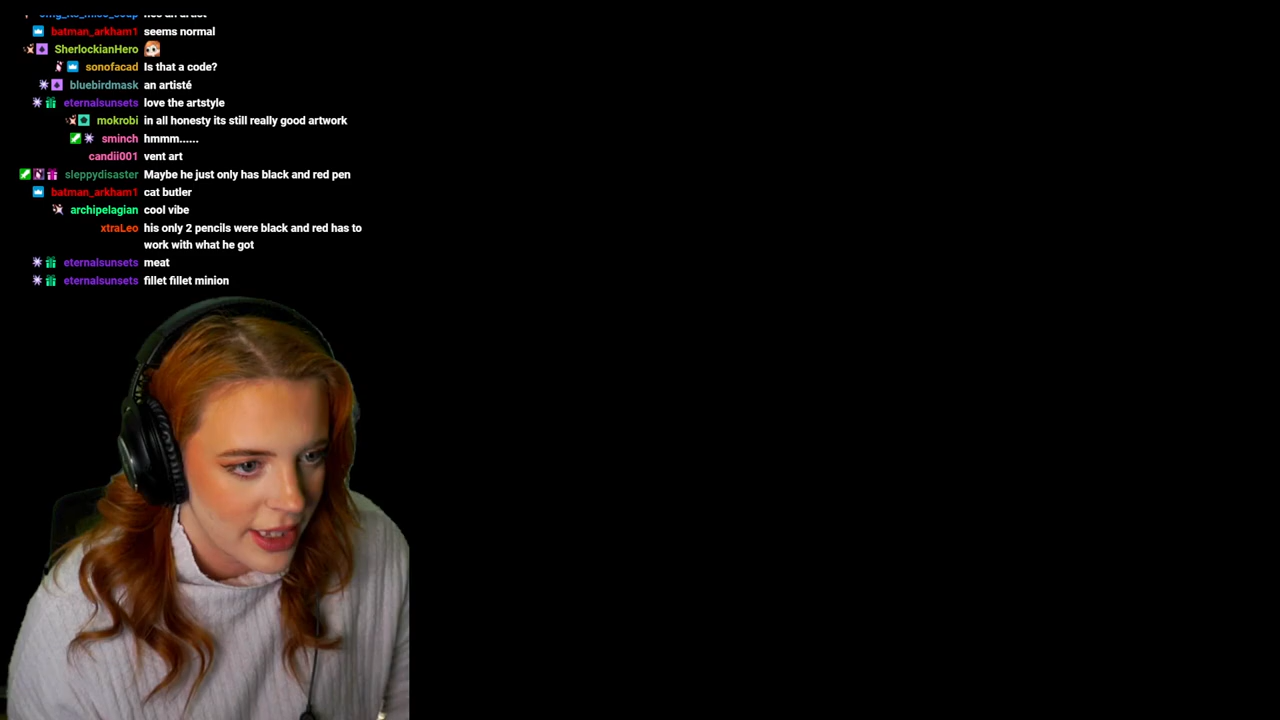 batman_arkham1 seems normal
SherlockianHero
sonofacad Is that a code?
bluebirdmask an artisté
eternalsunsets love the artstyle
mokrobi in all honesty its still really good artwork
sminch hmmm......
candii001 vent art
sleppydisaster Maybe he just only has black and red pen
batman_arkham1 cat butler
archipelagian cool vibe
xtraLeo his only 2 pencils were black and red has to
work with what he got
eternalsunsets meat
eternalsunsets fillet fillet minion